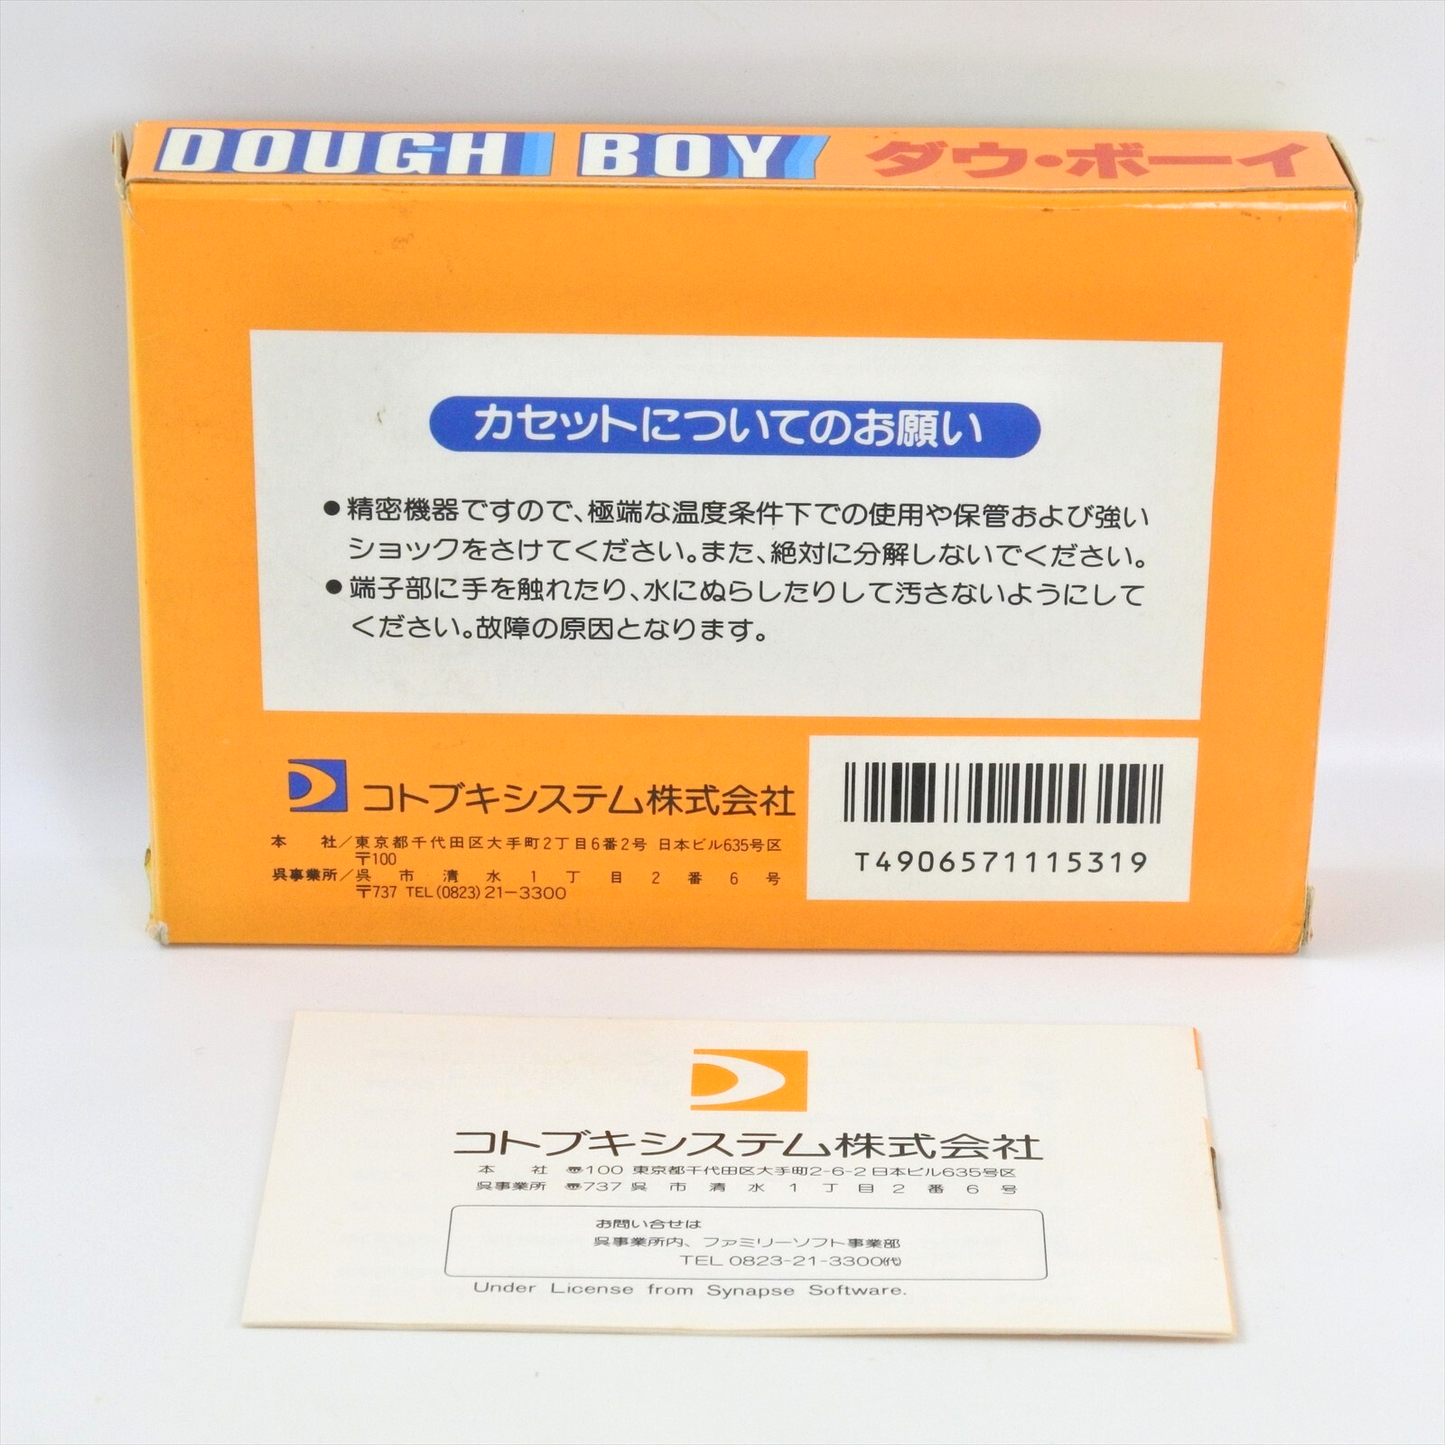 DOUGH BOY ダウ・ボーイ
カセットについてのお願い
●精密機器ですので、極端な温度条件下での使用や保管および強い
ショックをさけてください。また、絶対に分解しないでください。
●端子部に手を触れたり、水にぬらしたりして汚さないようにして
ください。故障の原因となります。
コトブキシステム株式会社
本 社／東京都千代田区大手町2丁目6番2号 日本ビル635号区
〒100
呉事業所／呉市清水1丁目2番6号
〒737 TEL(0823)21-3300
T4906571115319
コトブキシステム株式会社
本 社 〠100 東京都千代田区大手町2-6-2 日本ビル635号区
呉事業所 〠737 呉市清水1丁目2番6号
お問い合せは
呉事業所内、ファミリーソフト事業部
TEL 0823-21-3300㈹
Under License from Synapse Software.